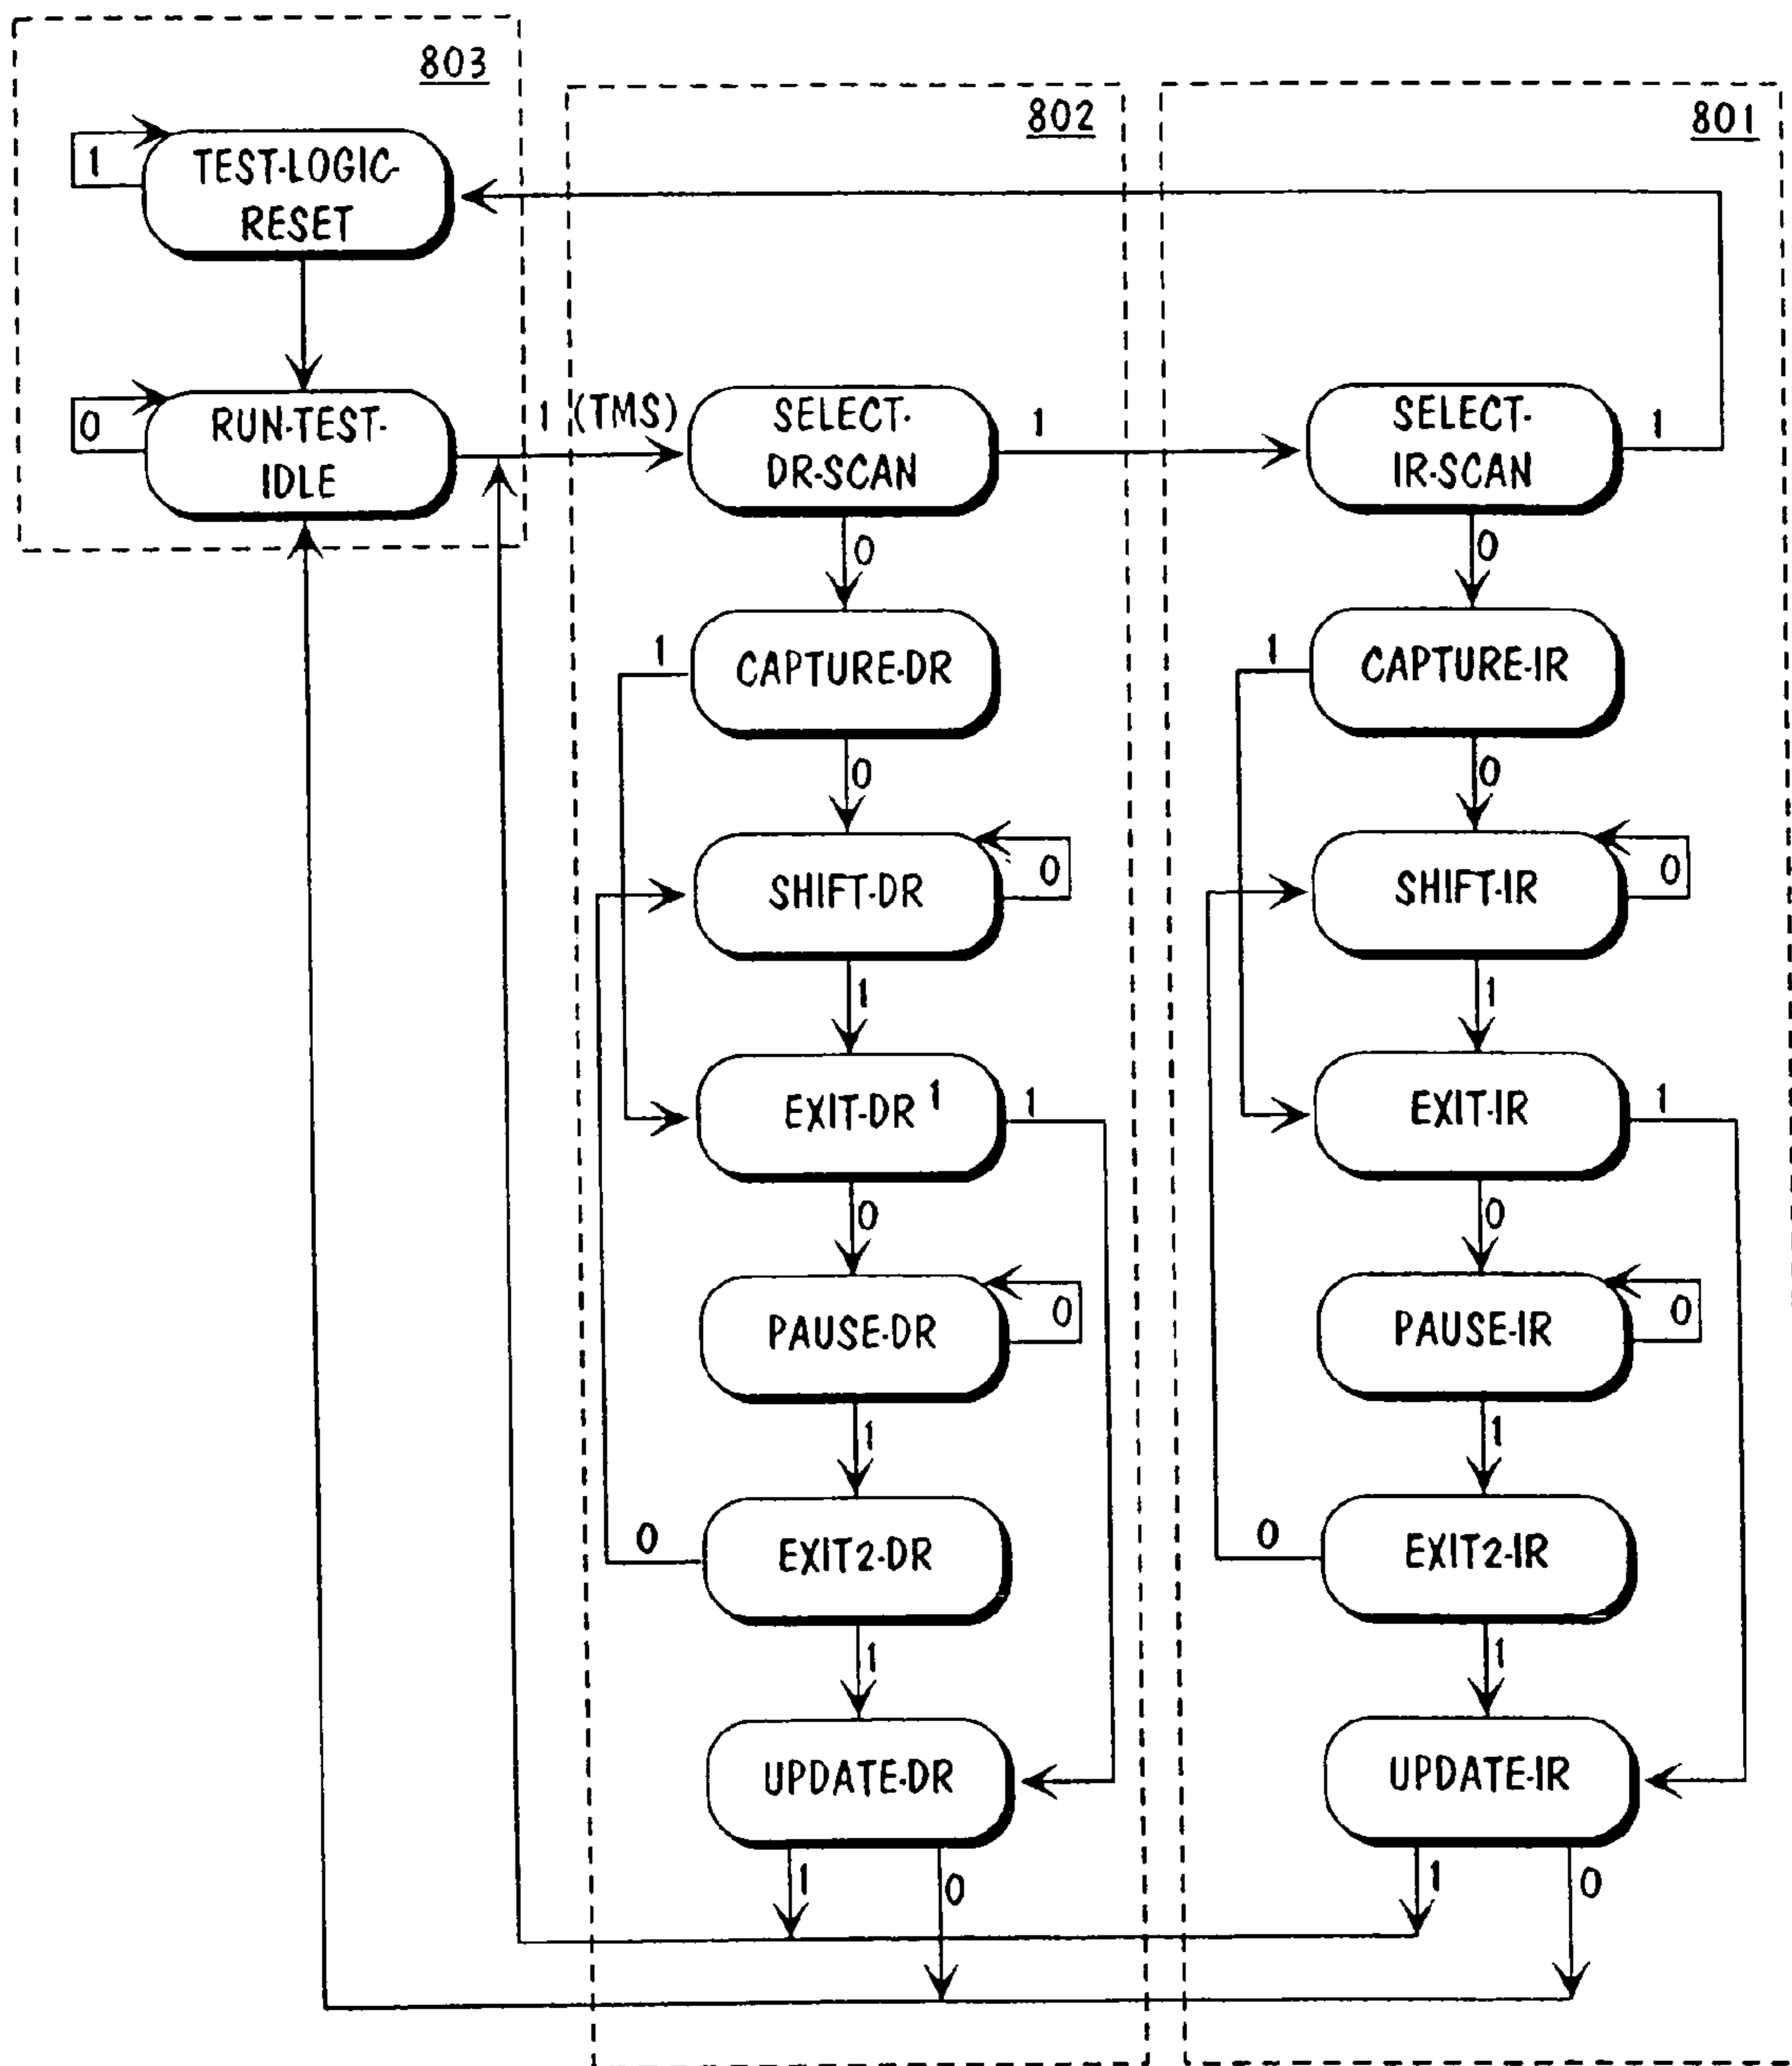 803
802
801
1
TEST-LOGIC-
RESET
0
RUN-TEST-
IDLE
1 (TMS)
SELECT-
DR-SCAN
1
SELECT-
IR-SCAN
1
0
0
1
CAPTURE-DR
1
CAPTURE-IR
0
0
SHIFT-DR
0
SHIFT-IR
0
1
1
EXIT-DR 1
1
EXIT-IR
1
0
0
PAUSE-DR
0
PAUSE-IR
0
1
1
0
EXIT2-DR
0
EXIT2-IR
1
1
UPDATE-DR
UPDATE-IR
1
0
1
0